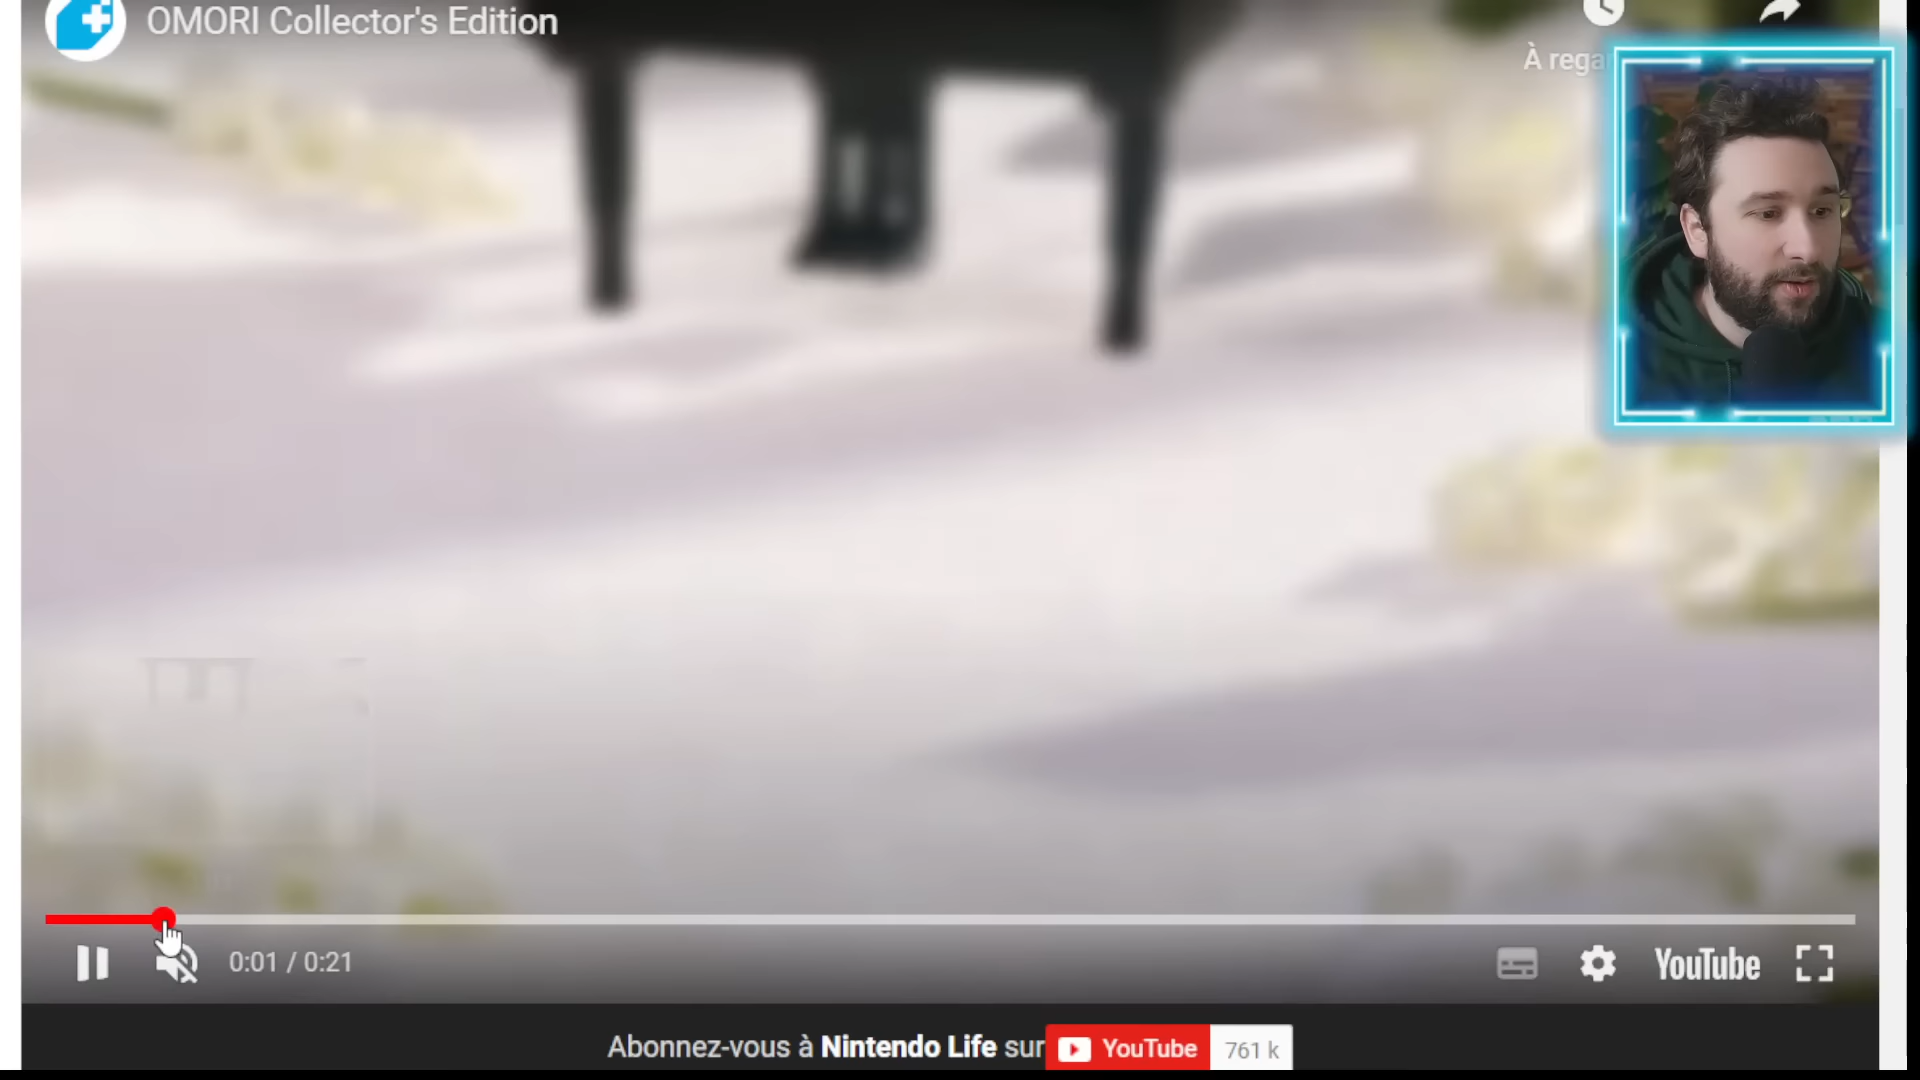 OMORI Collector's Edition
À rega
0:01 / 0:21
YouTube
Abonnez-vous à Nintendo Life sur YouTube 761 k